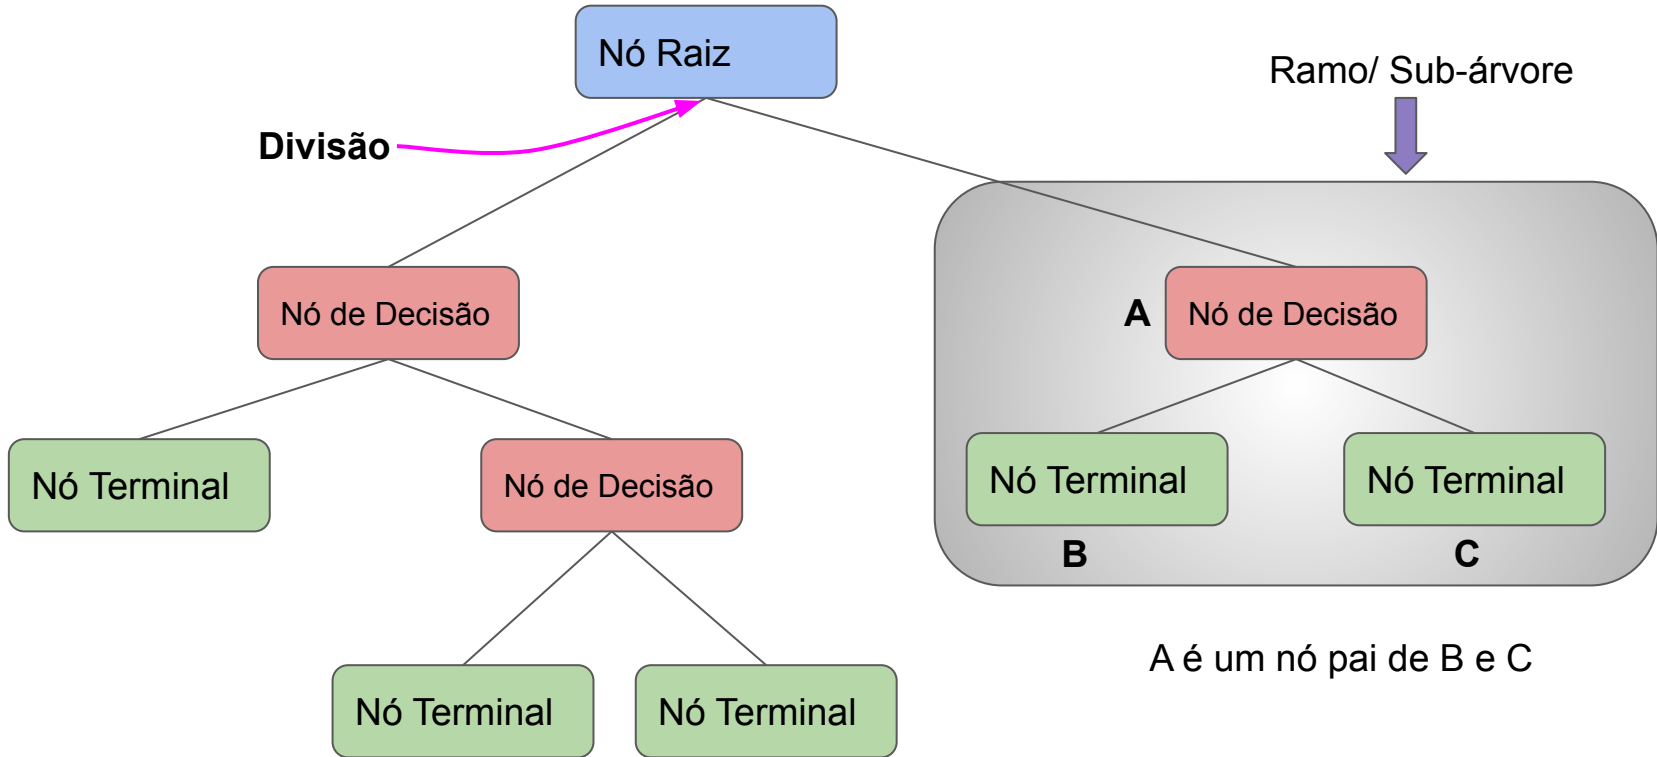 Nó Raiz
Ramo/ Sub-árvore
Divisão
Nó de Decisão
A
Nó de Decisão
Nó Terminal
Nó de Decisão
Nó Terminal
Nó Terminal
B
C
A é um nó pai de B e C
Nó Terminal
Nó Terminal